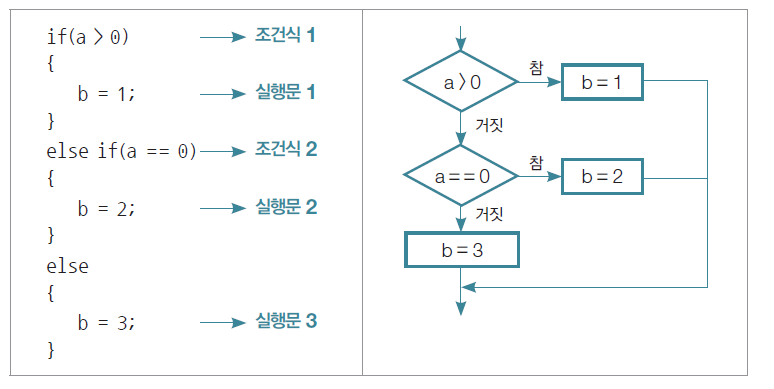 if(a > 0) 조건식 1
{
b = 1; 실행문 1
}
else if(a == 0) 조건식 2
{
b = 2; 실행문 2
}
else
{
b = 3; 실행문 3
}
a>0 참 b=1
거짓
a==0 참 b=2
거짓
b=3